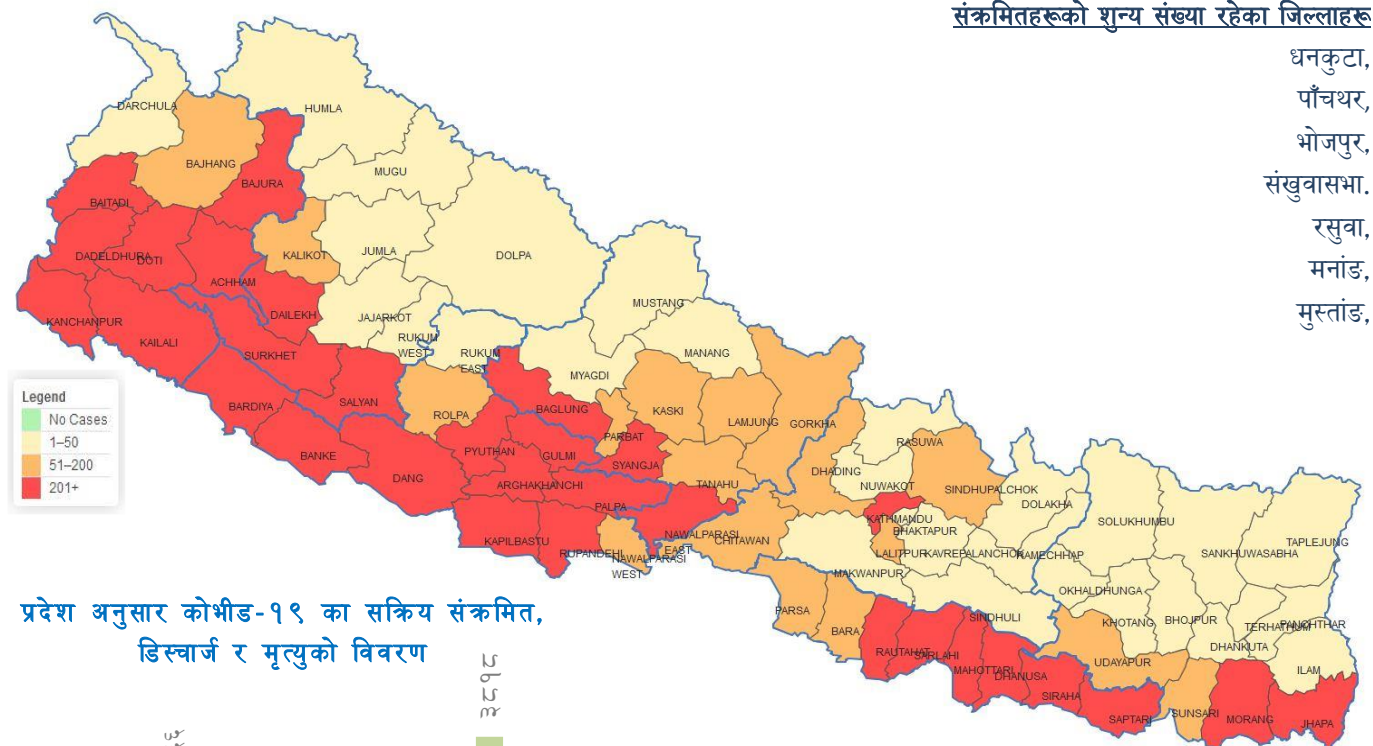 संक्रमितहरूको शुन्य संख्या रहेका जिल्लाहरू
धनकुटा,
पाँचथर,
भोजपुर,
संखुवासभा.
रसुवा,
मनांङ,
मुस्तांङ,
DARCHULA
HUMLA
BAJHANG
MUGU
BAJURA
BAITADI
KALIKOT
JUMLA
DOLPA
DADELDHURA
DOTI
ACHHAM
MUSTANG
DAILEKH
JAJARKOT
KANCHANPUR
KAILALI
RUKUM WEST
RUKUM EAST
MANANG
SURKHET
MYAGDI
Legend
No Cases
1–50
51–200
201+
BARDIYA
SALYAN
ROLPA
BAGLUNG
KASKI
LAMJUNG
GORKHA
PARBAT
RASUWA
BANKE
PYUTHAN
GULMI
SYANGJA
DHADING
NUWAKOT
SINDHUPALCHOK
DANG
ARGHAKHANCHI
TANAHU
DOLAKHA
PALPA
KATHMANDU
SOLUKHUMBU
BHAKTAPUR
TAPLEJUNG
KAPILBASTU
RUPANDEHI
NAWALPARASI EAST
CHITAWAN
LALITPUR
KAVREPALANCHOK
RAMECHHAP
SANKHUWASABHA
NAWALPARASI WEST
MAKWANPUR
OKHALDHUNGA
PARSA
BARA
SINDHULI
KHOTANG
BHOJPUR
TERHATHUM
PANCHTHAR
RAUTAHAT
SARLAHI
DHANKUTA
MAHOTTARI
DHANUSA
UDAYAPUR
ILAM
SIRAHA
SAPTARI
SUNSARI
MORANG
JHAPA
प्रदेश अनुसार कोभीड-१९ का सक्रिय संक्रमित,
डिस्चार्ज र मृत्युको विवरण
३८१८